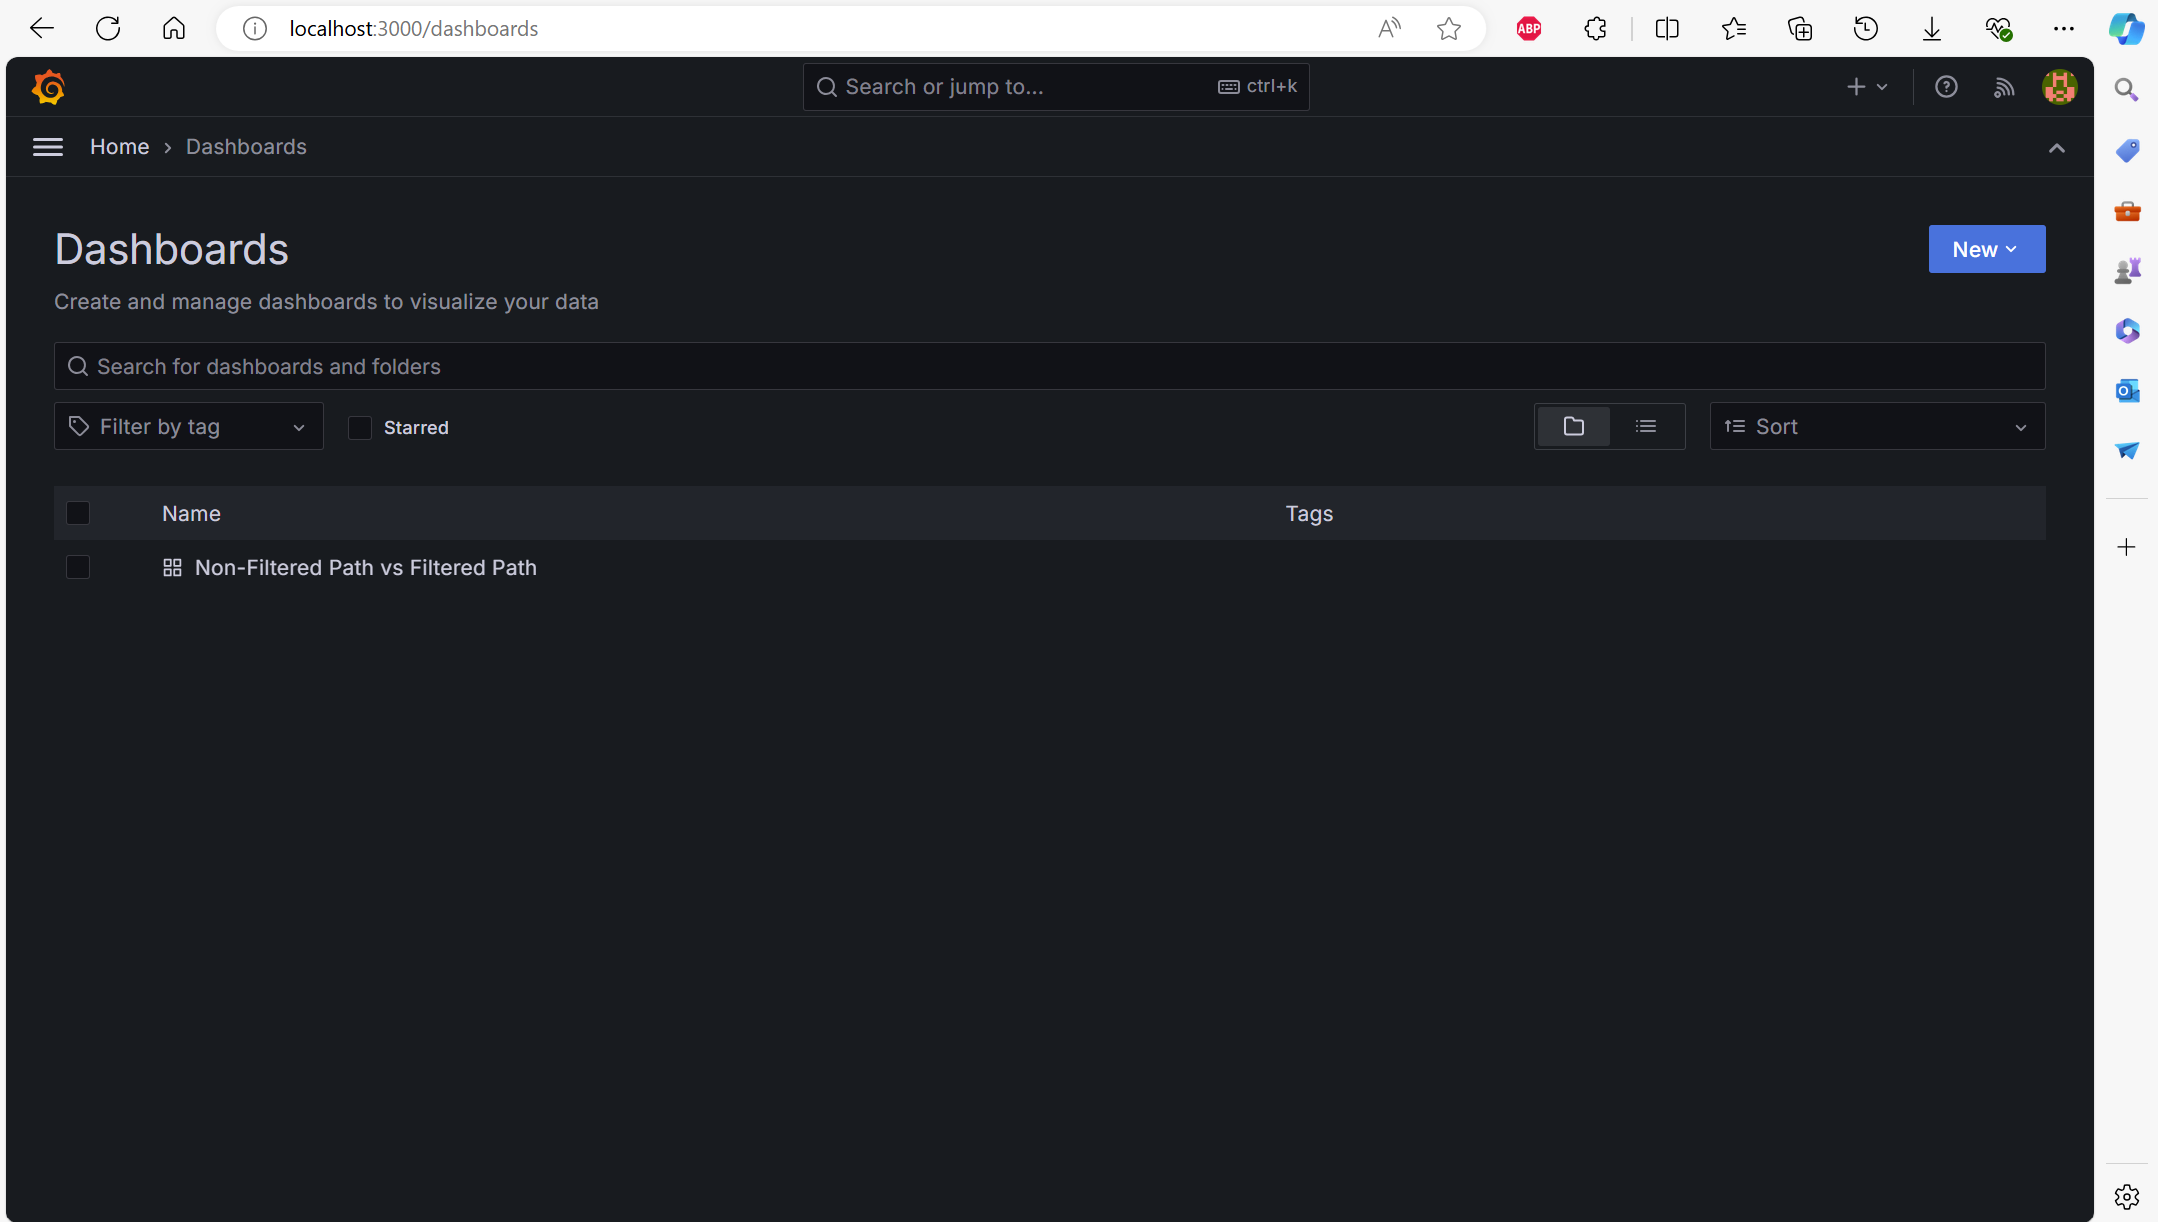 localhost:3000/dashboards
ABP
Search or jump to...
ctrl+k
Home
Dashboards
Dashboards
New
Create and manage dashboards to visualize your data
Search for dashboards and folders
Filter by tag
Starred
Sort
Name
Tags
Non-Filtered Path vs Filtered Path